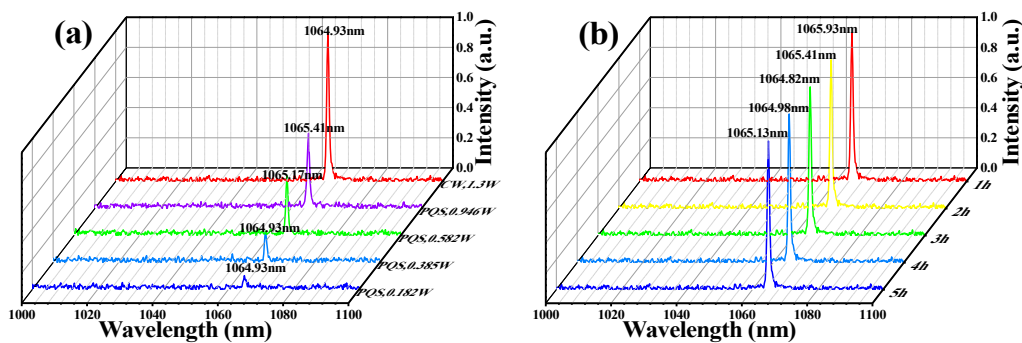 (a)
1064.93nm
1065.41nm
1065.17nm
1064.93nm
1064.93nm
1.0
0.8
0.6
0.4
0.2
0.0
Intensity (a.u.)
CW,1.3W
PQS,0.946W
PQS,0.582W
PQS,0.385W
PQS,0.182W
1000 1020 1040 1060 1080 1100
Wavelength (nm)
(b)
1065.93nm
1065.41nm
1064.82nm
1064.98nm
1065.13nm
1.0
0.8
0.6
0.4
0.2
0.0
Intensity (a.u.)
1h
2h
3h
4h
5h
1000 1020 1040 1060 1080 1100
Wavelength (nm)